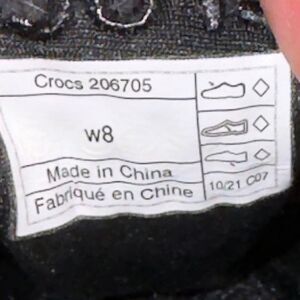 Crocs 206705
w8
Made in China
Fabriqué en Chine
10/21 C07